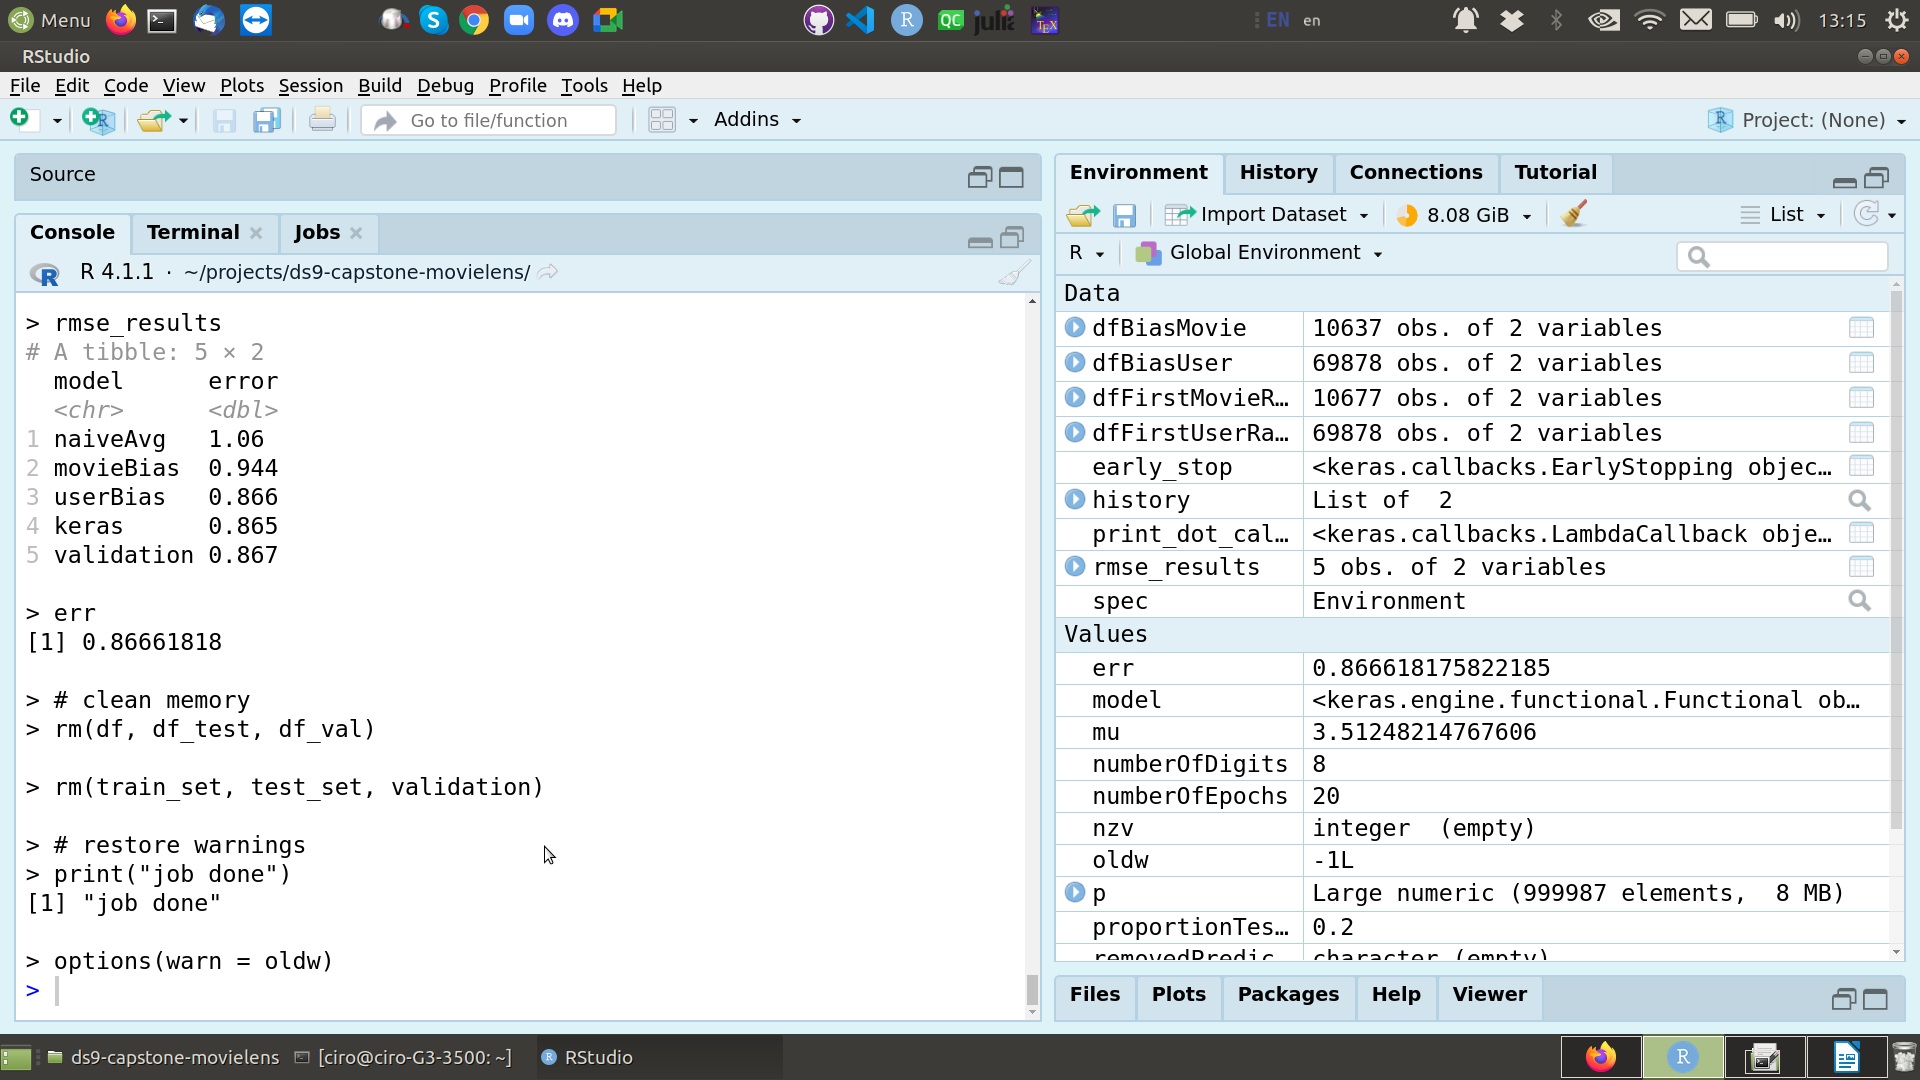 Menu
QC
julia
TEX
EN en
13:15
RStudio
File Edit Code View Plots Session Build Debug Profile Tools Help
Go to file/function
Addins
Project: (None)
Source
Console Terminal Jobs
R 4.1.1 · ~/projects/ds9-capstone-movielens/
> rmse_results
# A tibble: 5 × 2
model error
<chr> <dbl>
1 naiveAvg 1.06
2 movieBias 0.944
3 userBias 0.866
4 keras 0.865
5 validation 0.867
> err
[1] 0.86661818
> # clean memory
> rm(df, df_test, df_val)
> rm(train_set, test_set, validation)
> # restore warnings
> print("job done")
[1] "job done"
> options(warn = oldw)
>
Environment History Connections Tutorial
Import Dataset 8.08 GiB List
R Global Environment
Data
dfBiasMovie 10637 obs. of 2 variables
dfBiasUser 69878 obs. of 2 variables
dfFirstMovieR… 10677 obs. of 2 variables
dfFirstUserRa… 69878 obs. of 2 variables
early_stop <keras.callbacks.EarlyStopping objec…
history List of 2
print_dot_cal… <keras.callbacks.LambdaCallback obje…
rmse_results 5 obs. of 2 variables
spec Environment
Values
err 0.866618175822185
model <keras.engine.functional.Functional ob…
mu 3.51248214767606
numberOfDigits 8
numberOfEpochs 20
nzv integer (empty)
oldw -1L
p Large numeric (999987 elements, 8 MB)
proportionTes… 0.2
removedPredic… character (empty)
Files Plots Packages Help Viewer
ds9-capstone-movielens [ciro@ciro-G3-3500: ~] RStudio